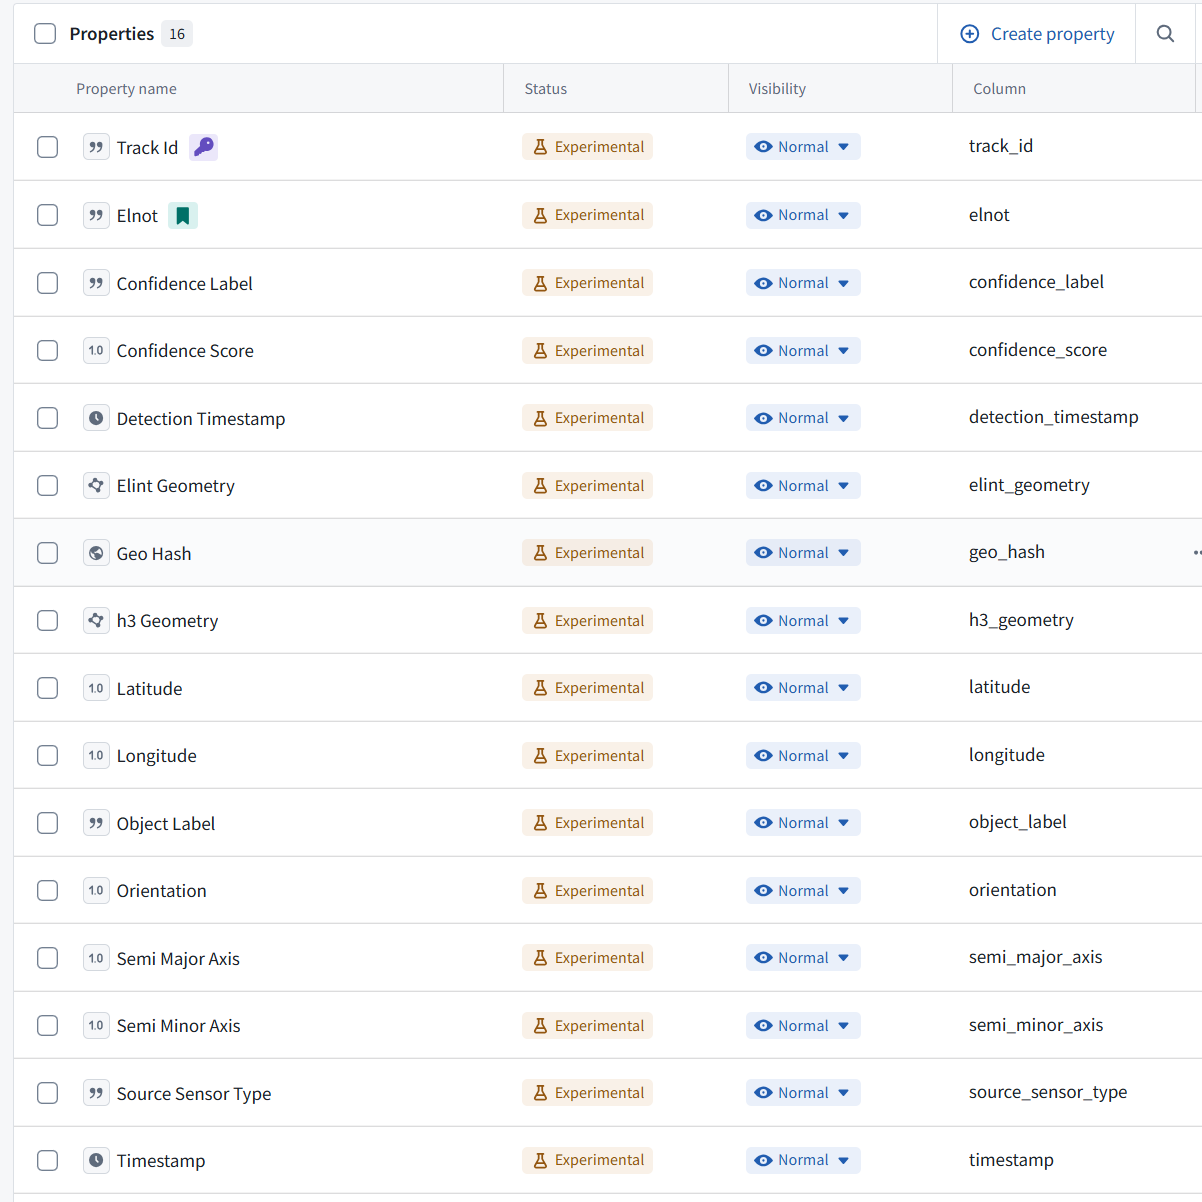 Properties 16 Create property
Property name Status Visibility Column
Track Id Experimental Normal track_id
Elnot Experimental Normal elnot
Confidence Label Experimental Normal confidence_label
1.0 Confidence Score Experimental Normal confidence_score
Detection Timestamp Experimental Normal detection_timestamp
Elint Geometry Experimental Normal elint_geometry
Geo Hash Experimental Normal geo_hash
h3 Geometry Experimental Normal h3_geometry
1.0 Latitude Experimental Normal latitude
1.0 Longitude Experimental Normal longitude
Object Label Experimental Normal object_label
1.0 Orientation Experimental Normal orientation
1.0 Semi Major Axis Experimental Normal semi_major_axis
1.0 Semi Minor Axis Experimental Normal semi_minor_axis
Source Sensor Type Experimental Normal source_sensor_type
Timestamp Experimental Normal timestamp